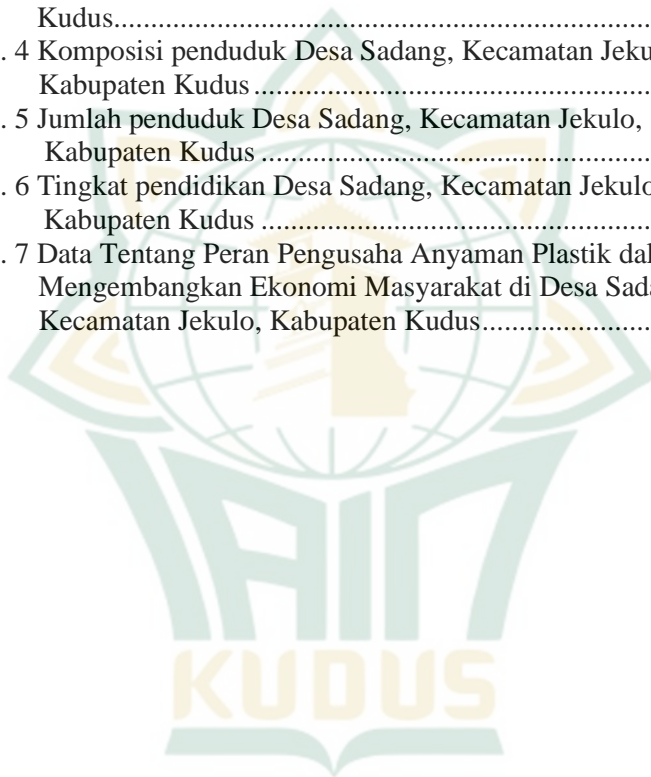 Kudus..........................................................................
. 4 Komposisi penduduk Desa Sadang, Kecamatan Jeku
Kabupaten Kudus......................................................
. 5 Jumlah penduduk Desa Sadang, Kecamatan Jekulo,
Kabupaten Kudus .....................................................
. 6 Tingkat pendidikan Desa Sadang, Kecamatan Jekulo
Kabupaten Kudus .....................................................
. 7 Data Tentang Peran Pengusaha Anyaman Plastik dal
Mengembangkan Ekonomi Masyarakat di Desa Sada
Kecamatan Jekulo, Kabupaten Kudus.......................
IAIN
KUDUS